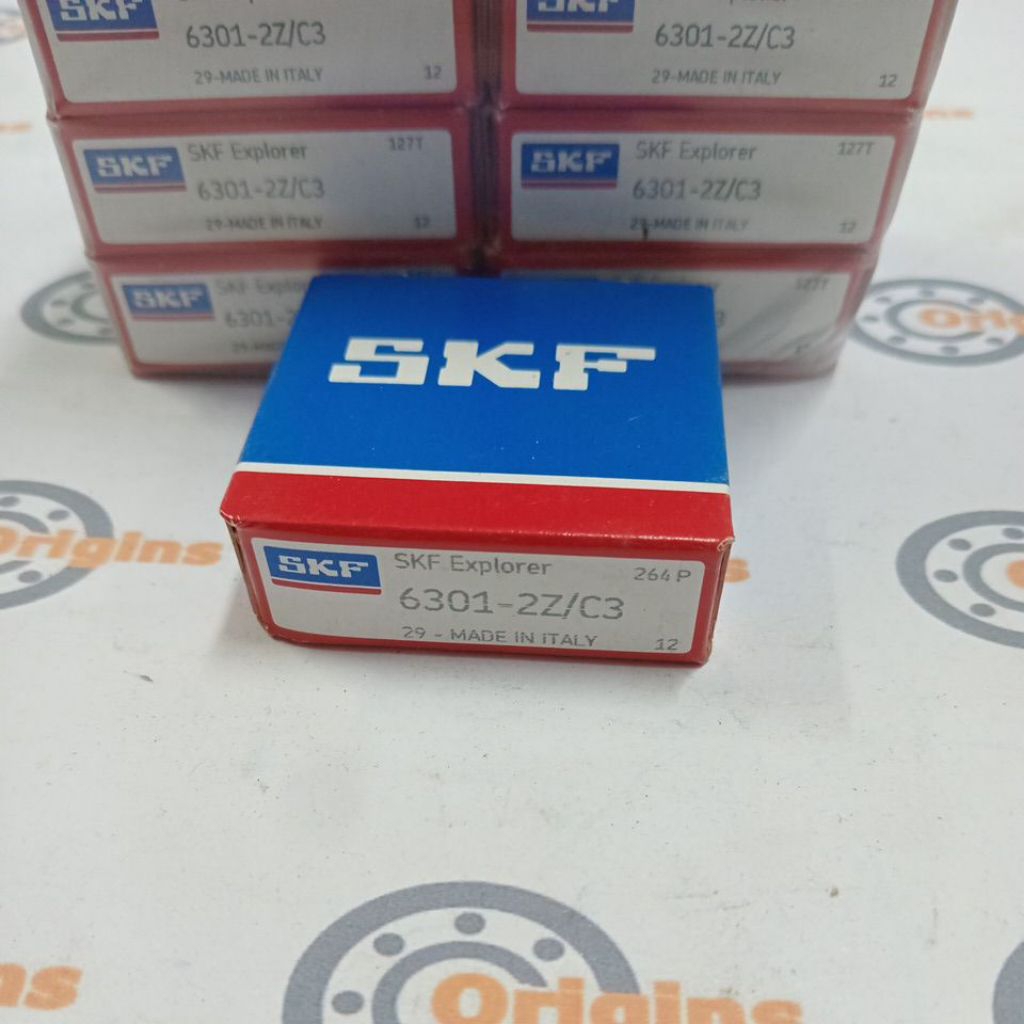 SKF
6301-2Z/C3
29-MADE IN ITALY 12
SKF
6301-2Z/C3
29-MADE IN ITALY 12
SKF SKF Explorer 127T
6301-2Z/C3
29-MADE IN ITALY 12
SKF SKF Explorer 127T
6301-2Z/C3
29-MADE IN ITALY 12
SKF SKF
127T
SKF
SKF SKF Explorer 264 P
6301-2Z/C3
29 - MADE IN ITALY 12
Origins
Origins